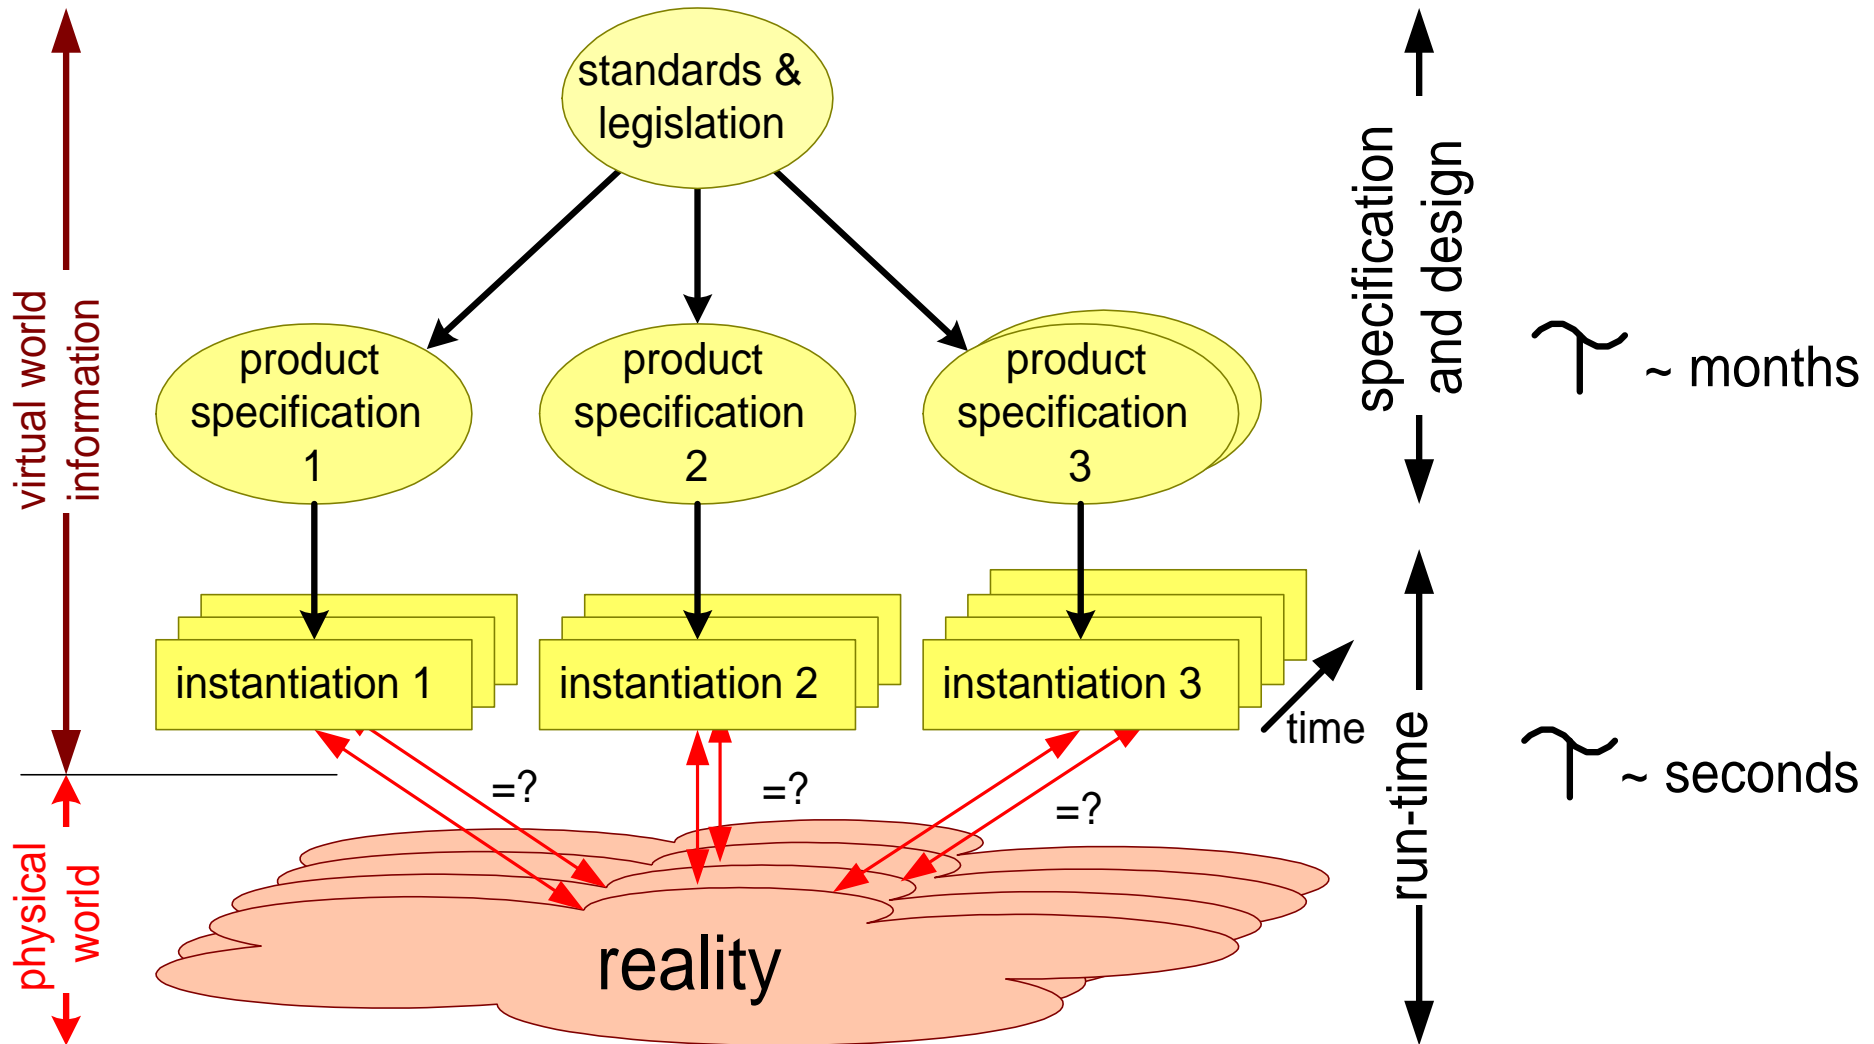 standards &
legislation
virtual world
information
product
specification
1
product
specification
2
product
specification
3
specification
and design
τ ~ months
instantiation 1
instantiation 2
instantiation 3
time
run-time
τ ~ seconds
=?
=?
=?
physical
world
reality